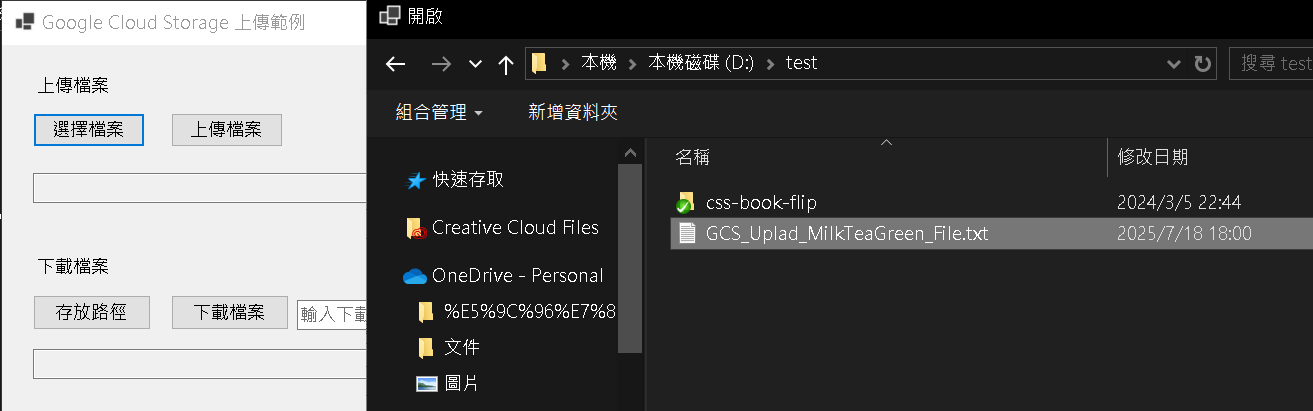 Google Cloud Storage 上傳範例
上傳檔案
選擇檔案
上傳檔案
下載檔案
存放路徑
下載檔案
輸入下載
開啟
本機 > 本機磁碟 (D:) > test
搜尋 test
組合管理
新增資料夾
快速存取
Creative Cloud Files
OneDrive - Personal
%E5%9C%96%E7%8
文件
圖片
名稱 修改日期
css-book-flip 2024/3/5 22:44
GCS_Uplad_MilkTeaGreen_File.txt 2025/7/18 18:00